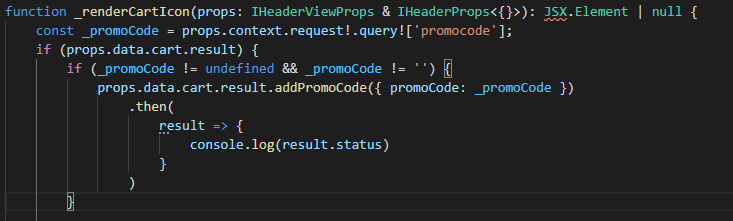 function _renderCartIcon(props: IHeaderViewProps & IHeaderProps<{}>): JSX.Element | null {
    const _promoCode = props.context.request!.query!['promocode'];
    if (props.data.cart.result) {
        if (_promoCode != undefined && _promoCode != '') {
            props.data.cart.result.addPromoCode({ promoCode: _promoCode })
                .then(
                    result => {
                        console.log(result.status)
                    }
                )
        }